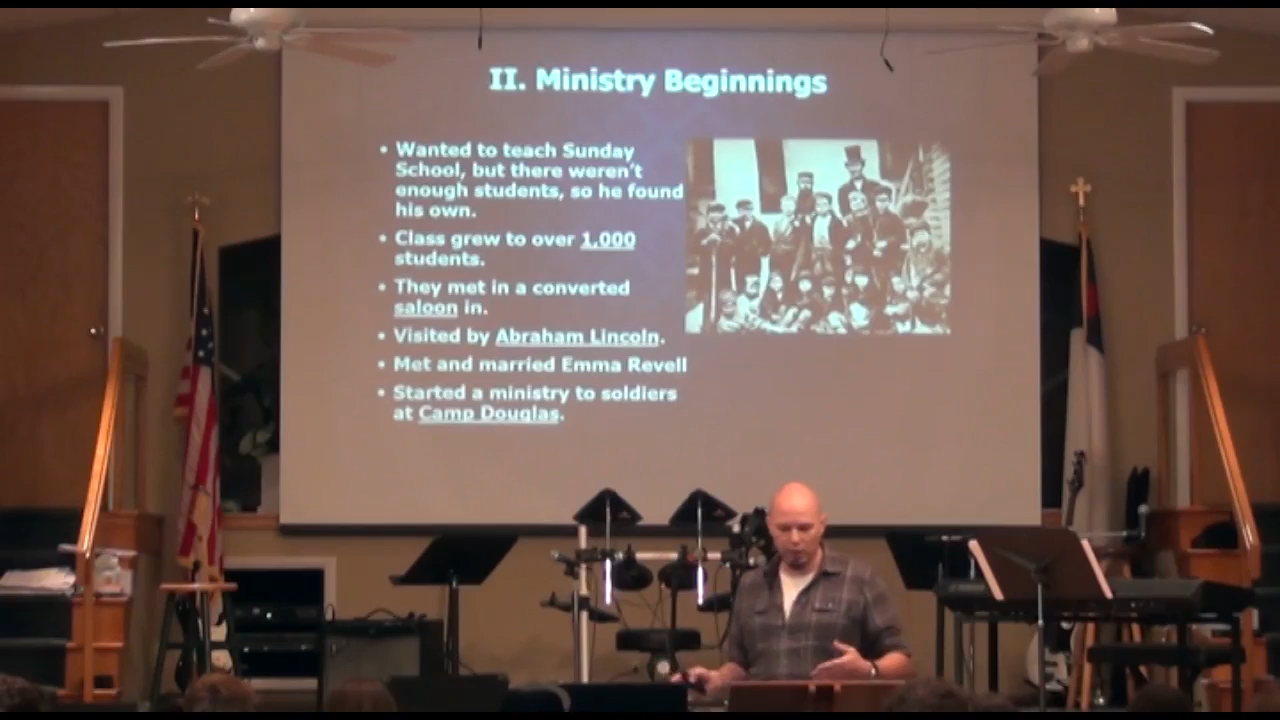 II. Ministry Beginnings
• Wanted to teach Sunday
School, but there weren't
enough students, so he found
his own.
• Class grew to over 1,000
students.
• They met in a converted
saloon in.
• Visited by Abraham Lincoln.
• Met and married Emma Revell
• Started a ministry to soldiers
at Camp Douglas.